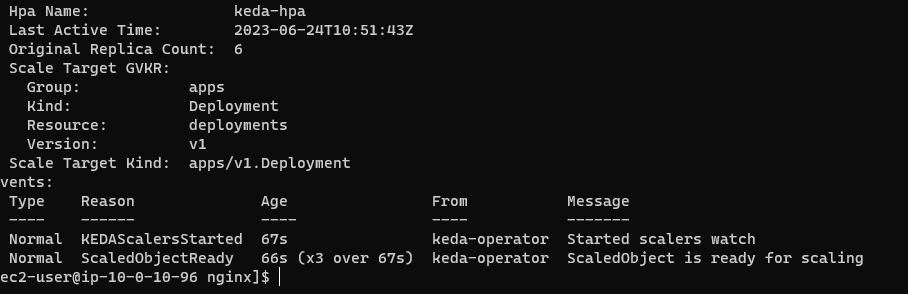 Hpa Name: keda-hpa
Last Active Time: 2023-06-24T10:51:43Z
Original Replica Count: 6
Scale Target GVKR:
Group: apps
Kind: Deployment
Resource: deployments
Version: v1
Scale Target Kind: apps/v1.Deployment
vents:
Type Reason Age From Message
---- ------ ---- ---- -------
Normal KEDAScalersStarted 67s keda-operator Started scalers watch
Normal ScaledObjectReady 66s (x3 over 67s) keda-operator ScaledObject is ready for scaling
ec2-user@ip-10-0-10-96 nginx]$